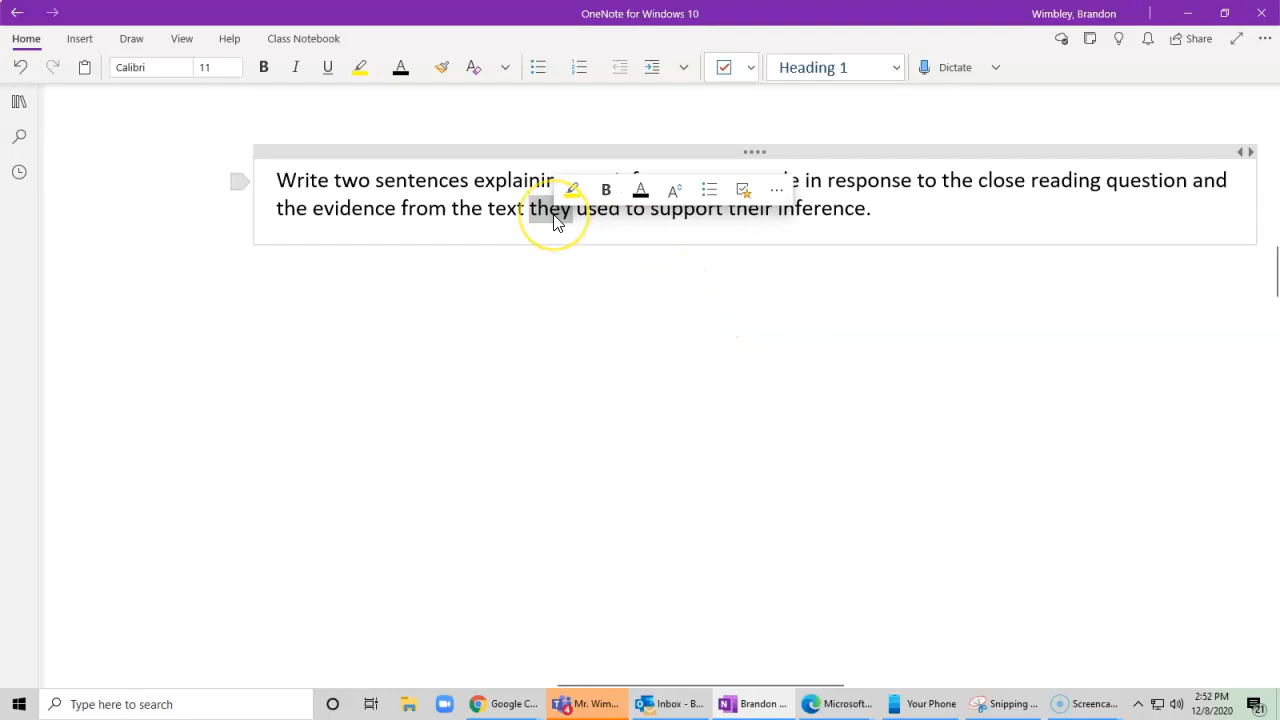 OneNote for Windows 10
Wimbley, Brandon
Home Insert Draw View Help Class Notebook
Share
Calibri 11 B I U A Heading 1 Dictate
B A A
Write two sentences in response to the close reading question and
the evidence from the text they used to support their inference.
Type here to search
Google C...
Mr. Wim...
4
Inbox - B...
Brandon ...
Microsoft...
Your Phone
Snipping ...
Screenca...
2:52 PM
12/8/2020
21